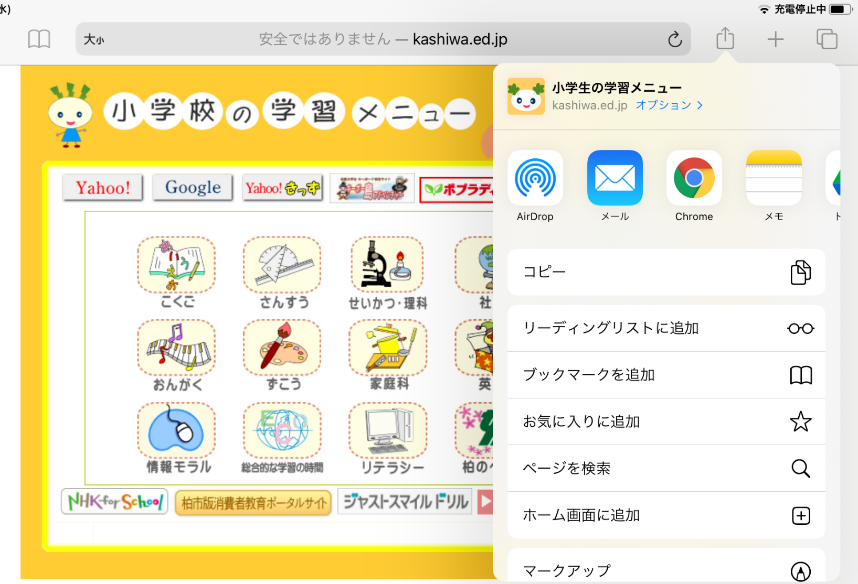 水)
充電停止中
大小
安全ではありません — kashiwa.ed.jp
小学校の学習メニュー
Yahoo!
Google
Yahoo!きっず
ポプラディ
こくご
さんすう
せいかつ・理科
社
おんがく
ずこう
家庭科
英
情報モラル
総合的な学習の時間
リテラシー
柏のペ
NHK for School
柏市版消費者教育ポータルサイト
ジャストスマイルドリル
小学生の学習メニュー
kashiwa.ed.jp オプション
AirDrop
メール
Chrome
メモ
ト
コピー
リーディングリストに追加
ブックマークを追加
お気に入りに追加
ページを検索
ホーム画面に追加
マークアップ